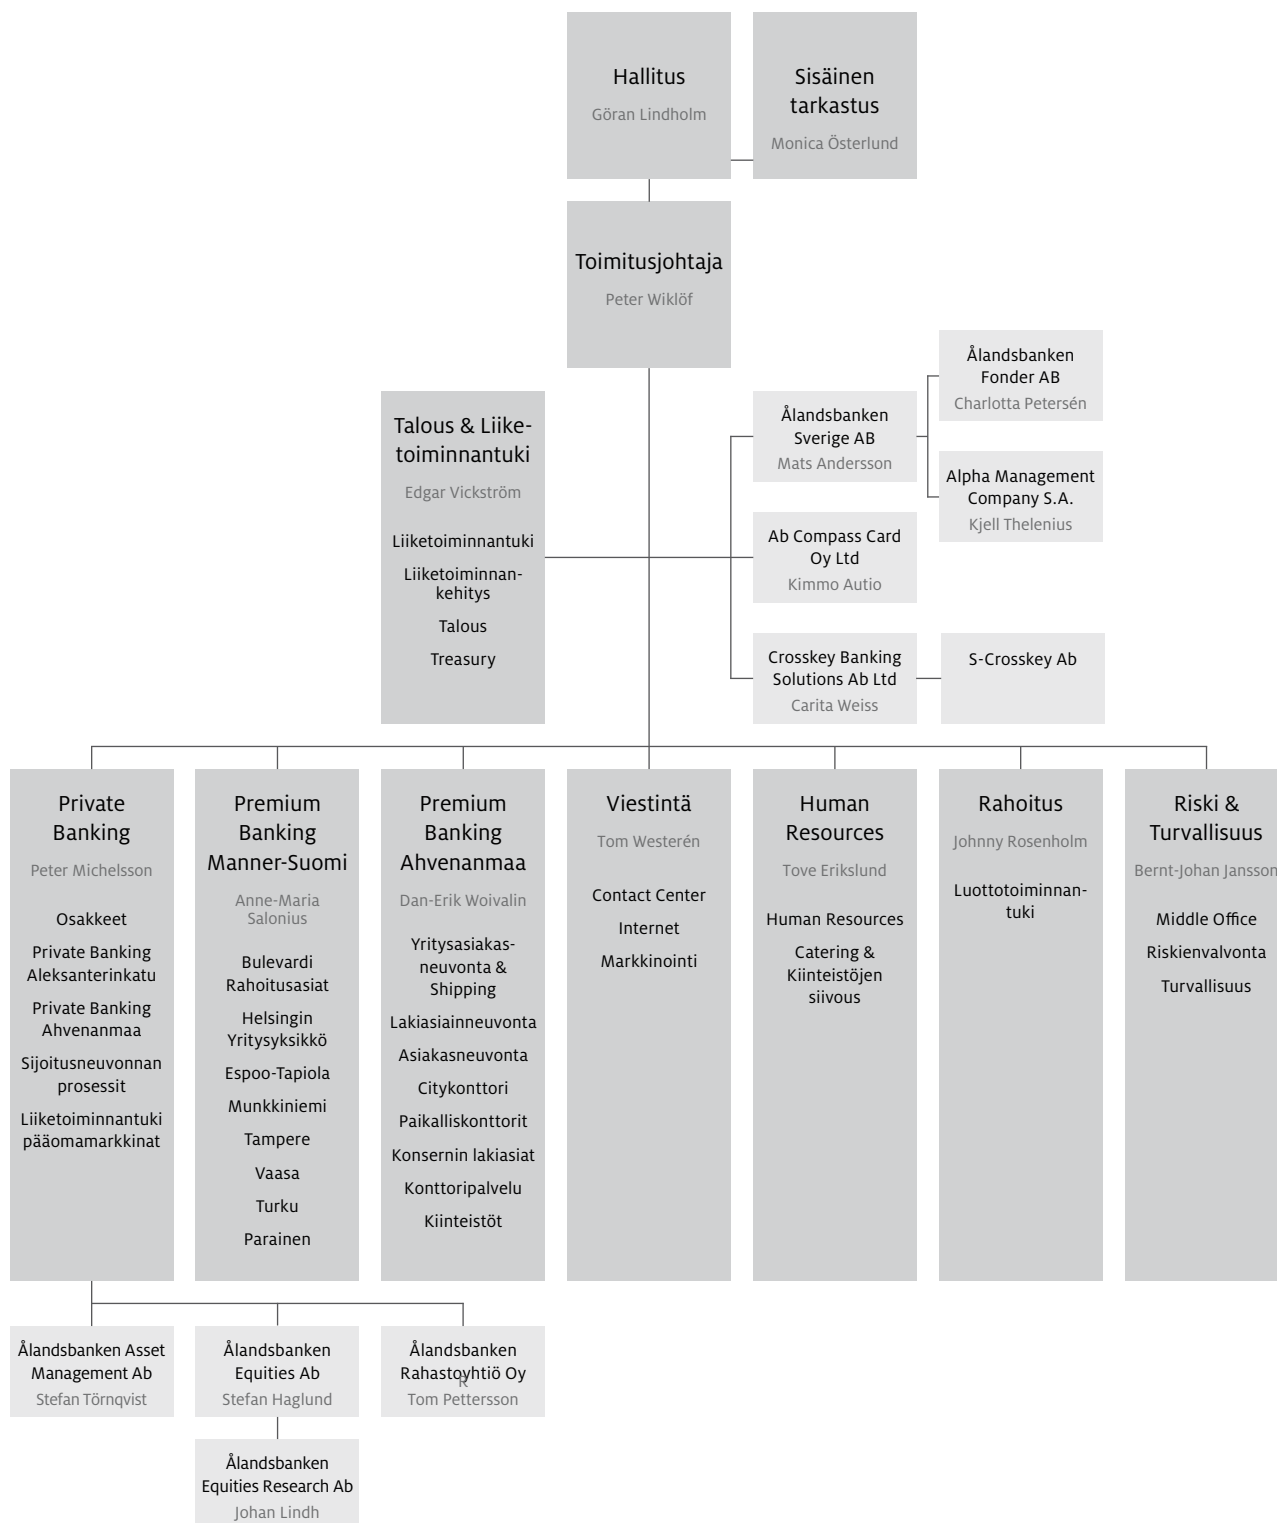 Hallitus
Göran Lindholm
Sisäinen
tarkastus
Monica Österlund
Toimitusjohtaja
Peter Wiklöf
Talous & Liike-
toiminnantuki
Edgar Vickström
Liiketoiminnantuki
Liiketoiminnan-
kehitys
Talous
Treasury
Ålandsbanken
Sverige AB
Mats Andersson
Ålandsbanken
Fonder AB
Charlotta Petersén
Alpha Management
Company S.A.
Kjell Thelenius
Ab Compass Card
Oy Ltd
Kimmo Autio
Crosskey Banking
Solutions Ab Ltd
Carita Weiss
S-Crosskey Ab
Private
Banking
Peter Michelsson
Osakkeet
Private Banking
Aleksanterinkatu
Private Banking
Ahvenanmaa
Sijoitusneuvonnan
prosessit
Liiketoiminnantuki
pääomamarkkinat
Premium
Banking
Manner-Suomi
Anne-Maria
Salonius
Bulevardi
Rahoitusasiat
Helsingin
Yritysyksikkö
Espoo-Tapiola
Munkkiniemi
Tampere
Vaasa
Turku
Parainen
Premium
Banking
Ahvenanmaa
Dan-Erik Woivalin
Yritysasiakas-
neuvonta &
Shipping
Lakiasiainneuvonta
Asiakasneuvonta
Citykonttori
Paikalliskonttorit
Konsernin lakiasiat
Konttoripalvelu
Kiinteistöt
Viestintä
Tom Westerén
Contact Center
Internet
Markkinointi
Human
Resources
Tove Erikslund
Human Resources
Catering &
Kiinteistöjen
siivous
Rahoitus
Johnny Rosenholm
Luottotoiminnan-
tuki
Riski &
Turvallisuus
Bernt-Johan Jansson
Middle Office
Riskienvalvonta
Turvallisuus
Ålandsbanken Asset
Management Ab
Stefan Törnqvist
Ålandsbanken
Equities Ab
Stefan Haglund
Ålandsbanken
Rahastoyhtiö Oy
R
Tom Pettersson
Ålandsbanken
Equities Research Ab
Johan Lindh